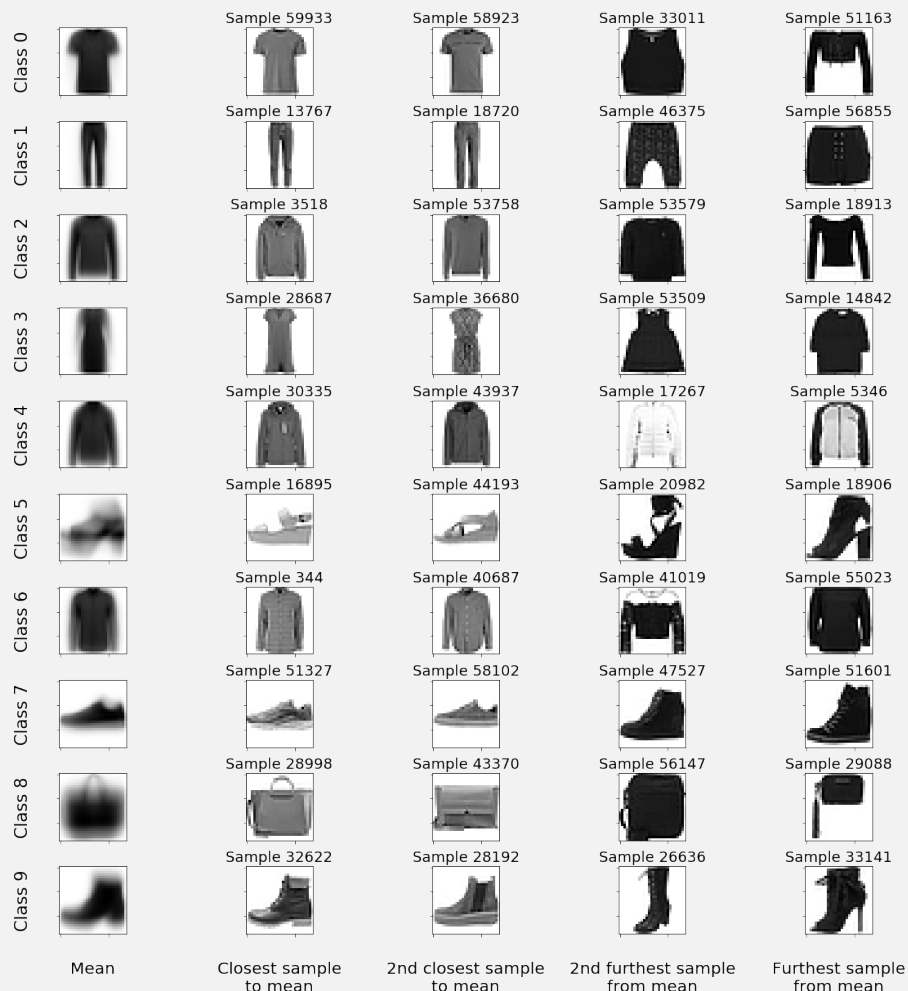 Sample 59933 Sample 58923 Sample 33011 Sample 51163
Class 0
Sample 13767 Sample 18720 Sample 46375 Sample 56855
Class 1
Sample 3518 Sample 53758 Sample 53579 Sample 18913
Class 2
Sample 28687 Sample 36680 Sample 53509 Sample 14842
Class 3
Sample 30335 Sample 43937 Sample 17267 Sample 5346
Class 4
Sample 16895 Sample 44193 Sample 20982 Sample 18906
Class 5
Sample 344 Sample 40687 Sample 41019 Sample 55023
Class 6
Sample 51327 Sample 58102 Sample 47527 Sample 51601
Class 7
Sample 28998 Sample 43370 Sample 56147 Sample 29088
Class 8
Sample 32622 Sample 28192 Sample 26636 Sample 33141
Class 9
Mean Closest sample 2nd closest sample 2nd furthest sample Furthest sample
to mean to mean from mean from mean